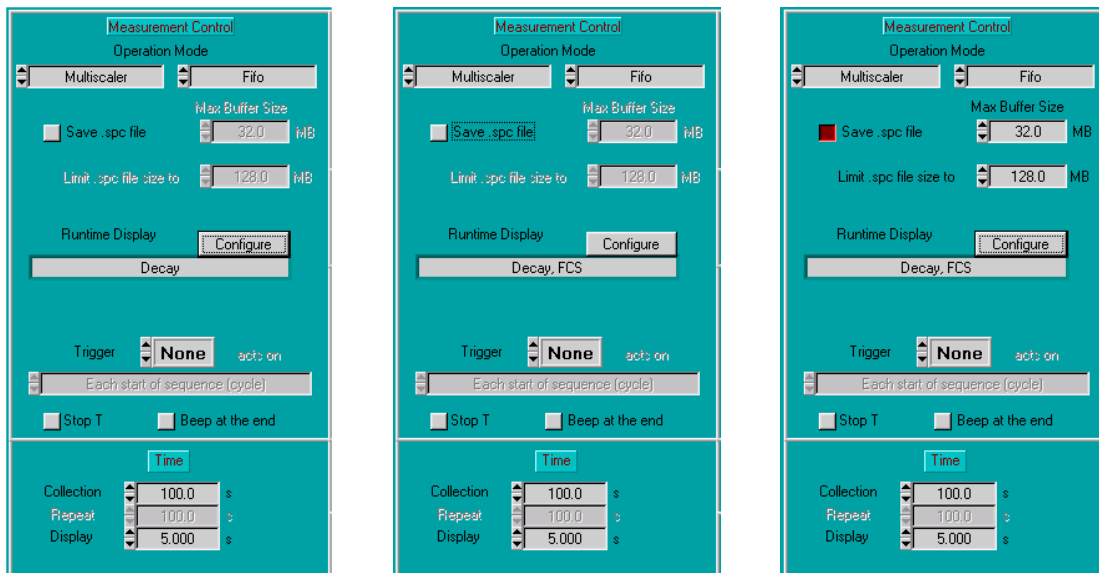 Measurement Control
Operation Mode
Multiscaler Fifo
Max Buffer Size
Save .spc file 32.0 MB
Limit .spc file size to 128.0 MB
Runtime Display Configure
Decay
Trigger None acts on
Each start of sequence (cycle)
Stop T Beep at the end
Time
Collection 100.0 s
Repeat 100.0 s
Display 5.000 s
Measurement Control
Operation Mode
Multiscaler Fifo
Max Buffer Size
Save .spc file 32.0 MB
Limit .spc file size to 128.0 MB
Runtime Display Configure
Decay, FCS
Trigger None acts on
Each start of sequence (cycle)
Stop T Beep at the end
Time
Collection 100.0 s
Repeat 100.0 s
Display 5.000 s
Measurement Control
Operation Mode
Multiscaler Fifo
Max Buffer Size
Save .spc file 32.0 MB
Limit .spc file size to 128.0 MB
Runtime Display Configure
Decay, FCS
Trigger None acts on
Each start of sequence (cycle)
Stop T Beep at the end
Time
Collection 100.0 s
Repeat 100.0 s
Display 5.000 s